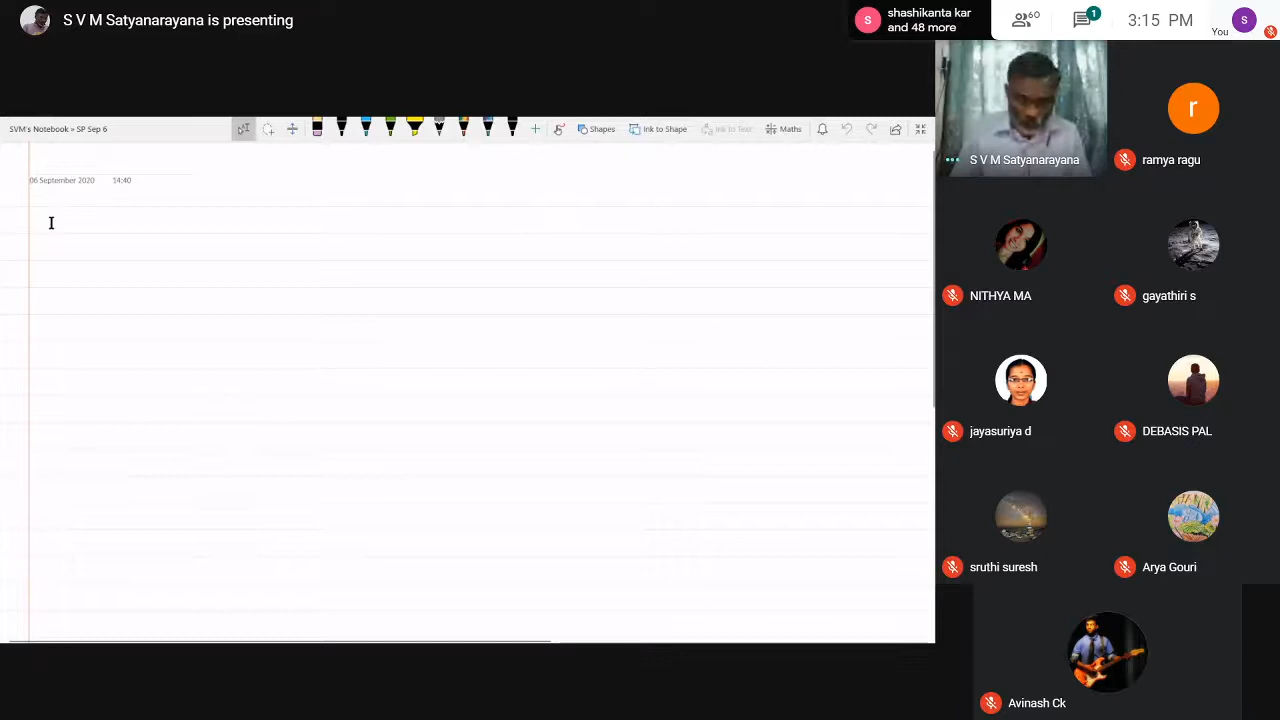 S V M Satyanarayana is presenting
S
shashikanta kar
and 48 more
60
1
3:15 PM
You
S
SVM's Notebook » SP Sep 6
Shapes
Ink to Shape
Ink to Text
Maths
06 September 2020 14:40
S V M Satyanarayana
r
ramya ragu
NITHYA MA
gayathiri s
jayasuriya d
DEBASIS PAL
sruthi suresh
Arya Gouri
Avinash Ck